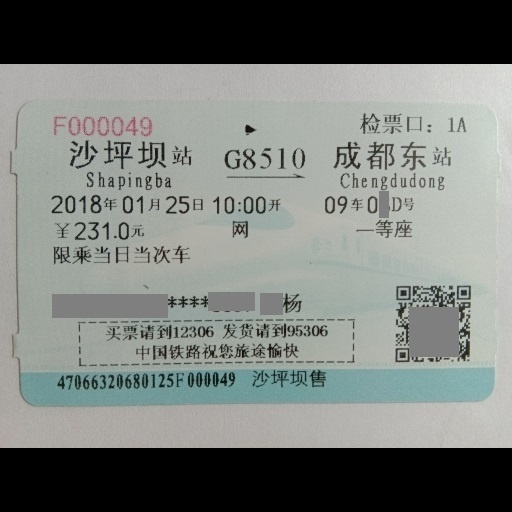 F000049 检票口：1A
沙坪坝站 G8510 成都东站
Shapingba Chengdudong
2018年01月25日 10:00开 09车0D号
￥231.0元 网 一等座
限乘当日当次车
**** 杨
买票请到12306 发货请到95306
中国铁路祝您旅途愉快
47066320680125F000049 沙坪坝售